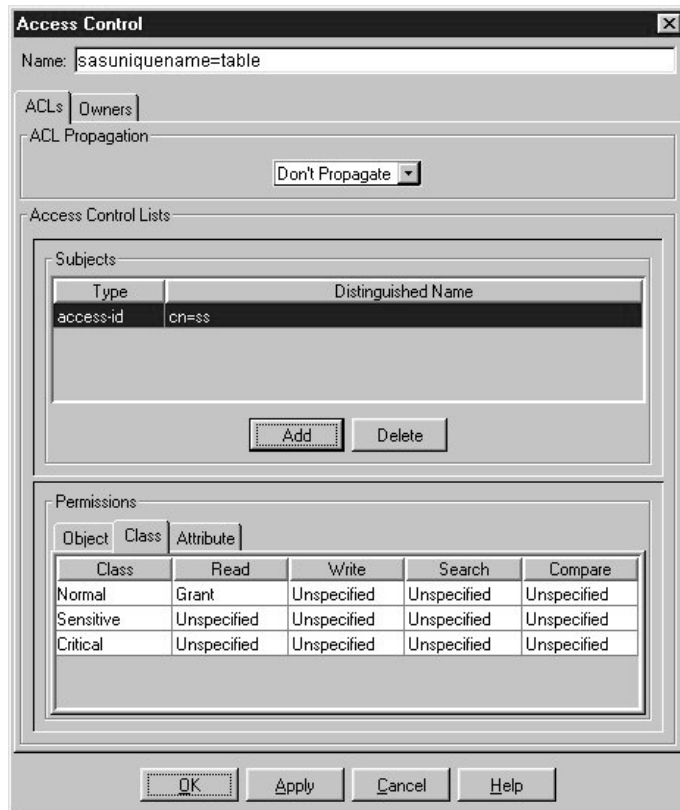 Access Control
Name: sasuniquename=table
ACLs Owners
ACL Propagation
Don't Propagate
Access Control Lists
Subjects
Type Distinguished Name
access-id cn=ss
Add Delete
Permissions
Object Class Attribute
Class Read Write Search Compare
Normal Grant Unspecified Unspecified Unspecified
Sensitive Unspecified Unspecified Unspecified Unspecified
Critical Unspecified Unspecified Unspecified Unspecified
OK Apply Cancel Help